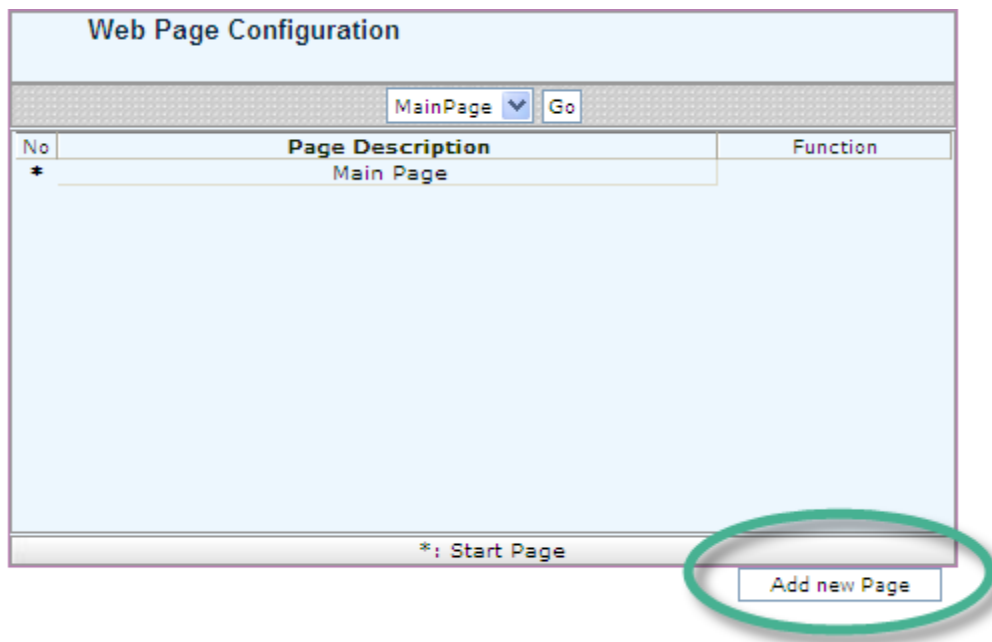 Web Page Configuration
MainPage Go
No Page Description Function
* Main Page
*: Start Page
Add new Page